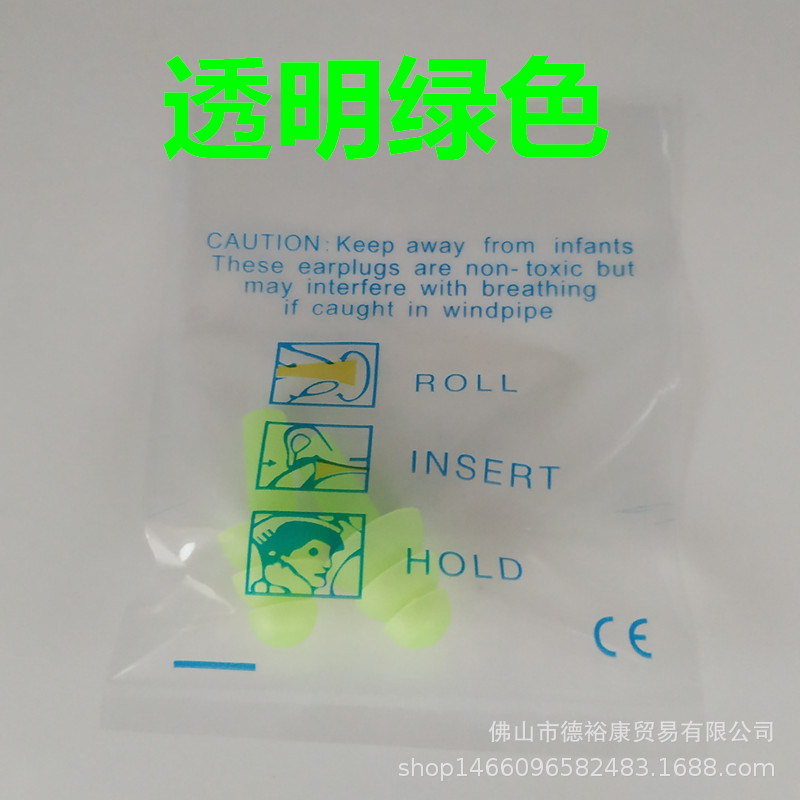 透明绿色
CAUTION: Keep away from infants
These earplugs are non-toxic but
may interfere with breathing
if caught in windpipe
ROLL
INSERT
HOLD
CE
佛山市德裕康贸易有限公司
shop1466096582483.1688.com